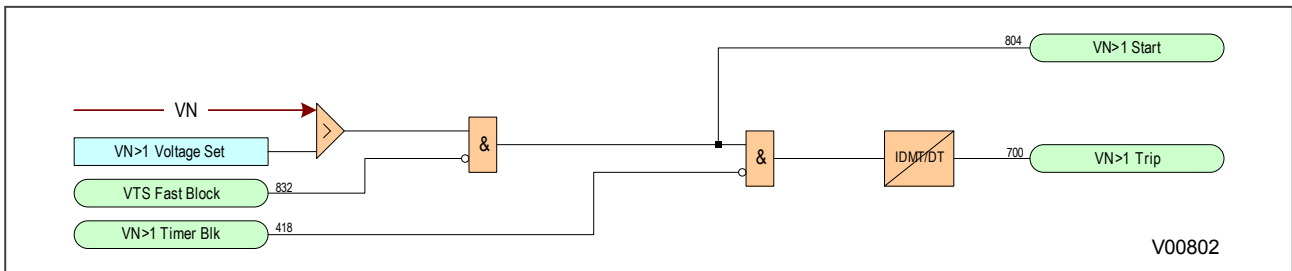 804
VN>1 Start
VN
>
VN>1 Voltage Set
&
&
IDMT/DT
700
VN>1 Trip
VTS Fast Block
832
VN>1 Timer Blk
418
V00802